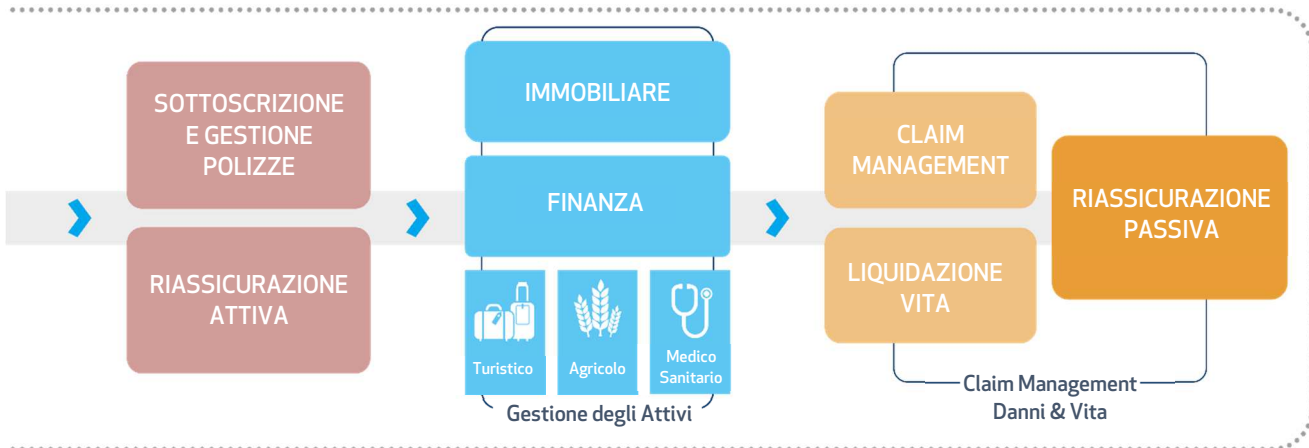 SOTTOSCRIZIONE
E GESTIONE
POLIZZE
RIASSICURAZIONE
ATTIVA
IMMOBILIARE
FINANZA
Turistico
Agricolo
Medico
Sanitario
Gestione degli Attivi
CLAIM
MANAGEMENT
LIQUIDAZIONE
VITA
RIASSICURAZIONE
PASSIVA
Claim Management
Danni & Vita